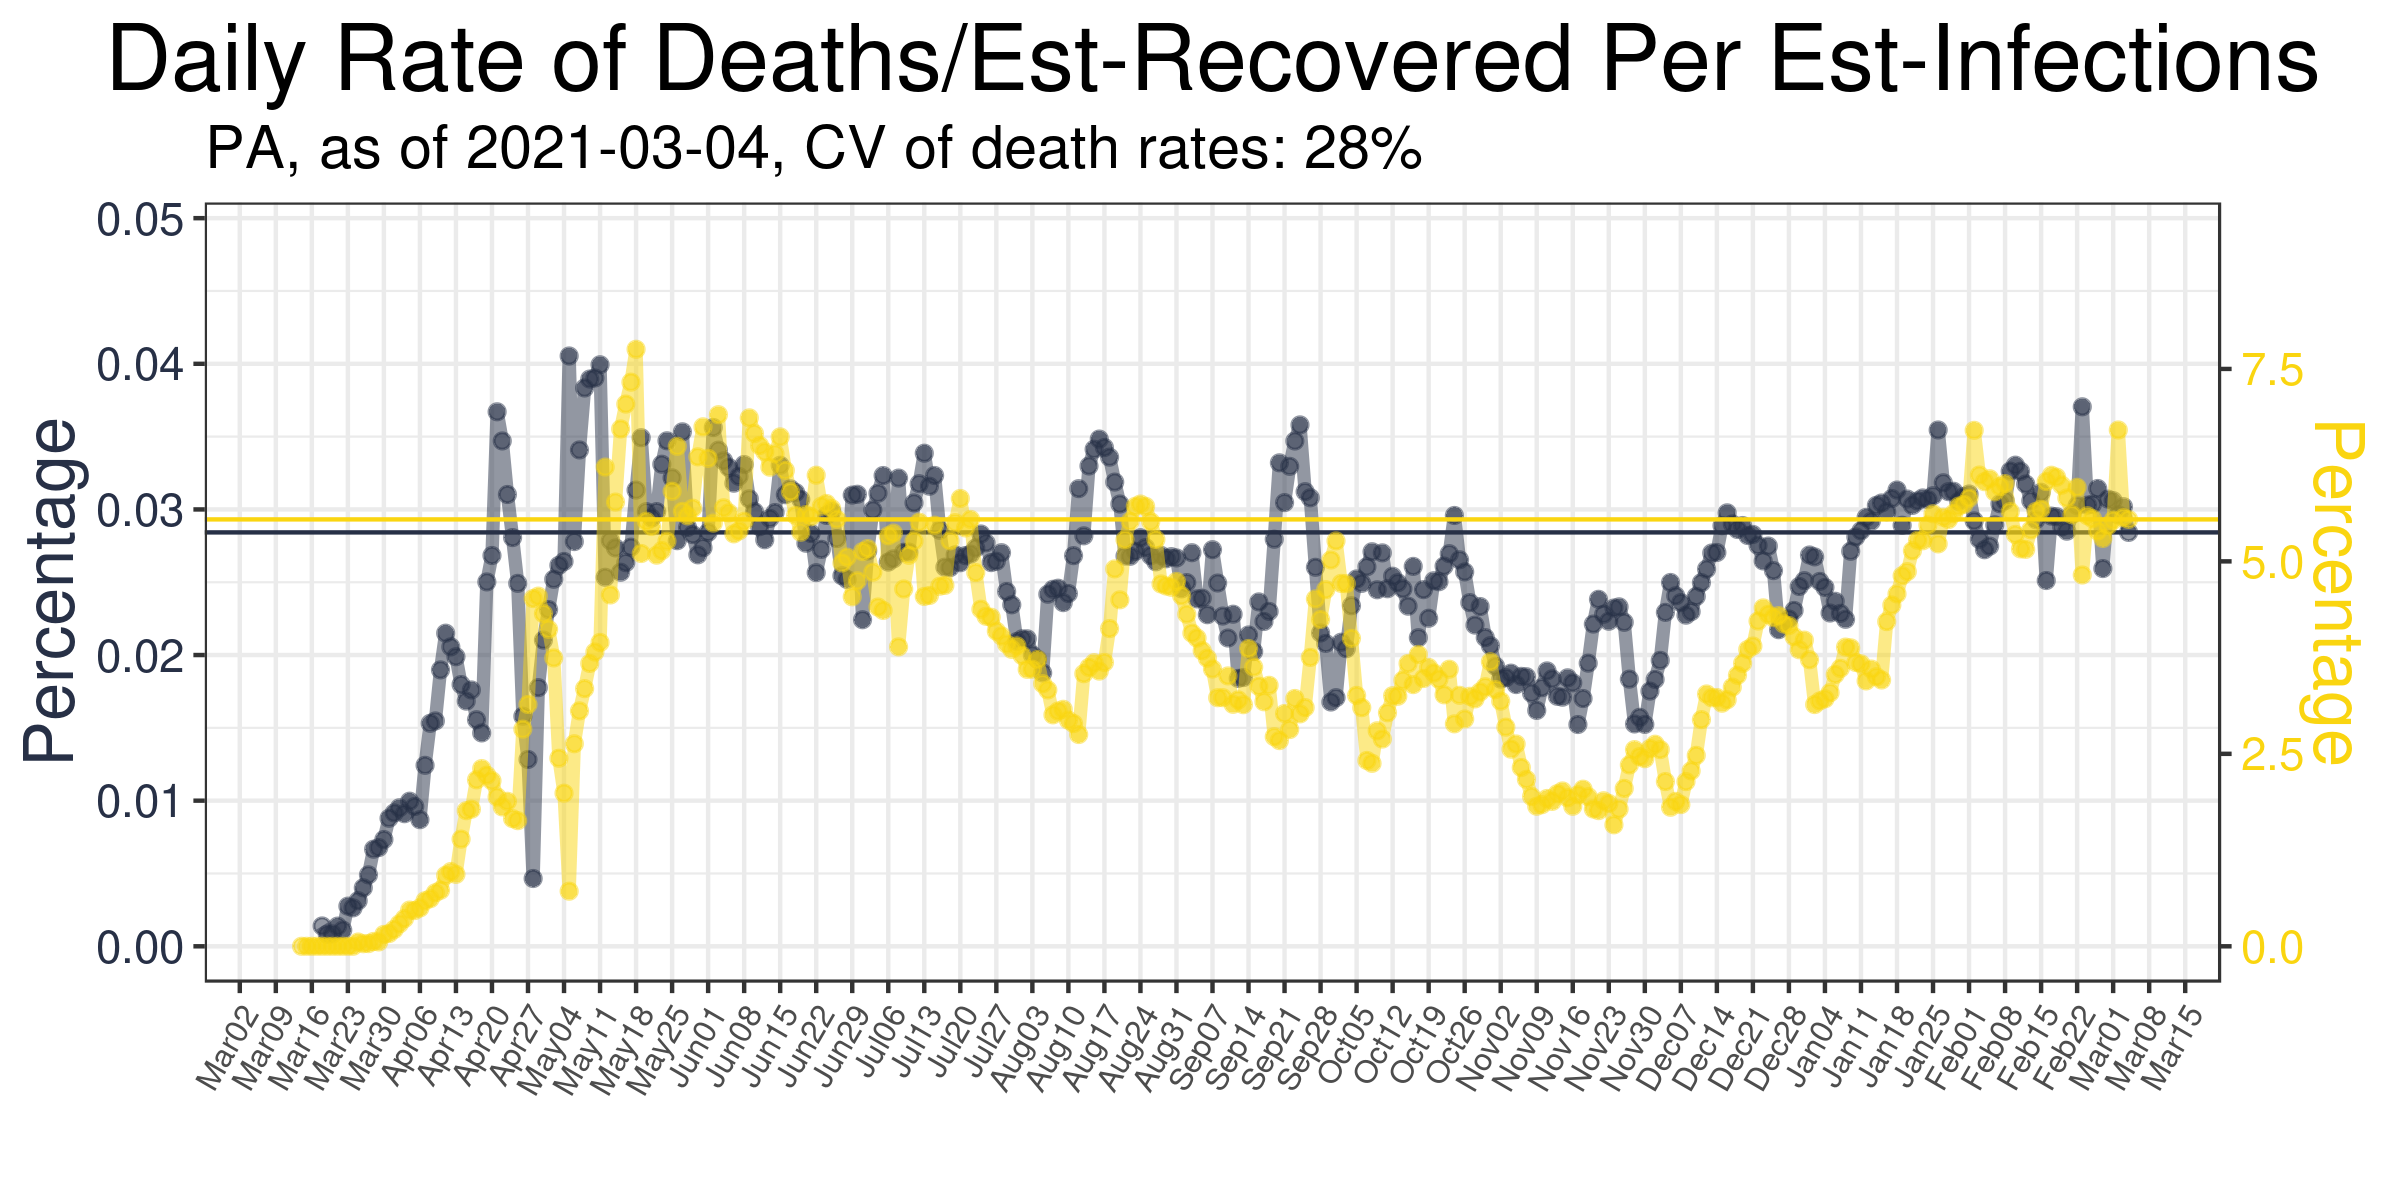 Daily Rate of Deaths/Est-Recovered Per Est-Infections
PA, as of 2021-03-04, CV of death rates: 28%
Percentage
0.05
0.04
0.03
0.02
0.01
0.00
7.5
5.0
2.5
0.0
Percentage
Mar02
Mar09
Mar16
Mar23
Mar30
Apr06
Apr13
Apr20
Apr27
May04
May11
May18
May25
Jun01
Jun08
Jun15
Jun22
Jun29
Jul06
Jul13
Jul20
Jul27
Aug03
Aug10
Aug17
Aug24
Aug31
Sep07
Sep14
Sep21
Sep28
Oct05
Oct12
Oct19
Oct26
Nov02
Nov09
Nov16
Nov23
Nov30
Nov07
Dec14
Dec21
Dec28
Dec04
Jan11
Jan18
Jan25
Feb01
Feb08
Feb15
Feb22
Mar01
Mar08
Mar15